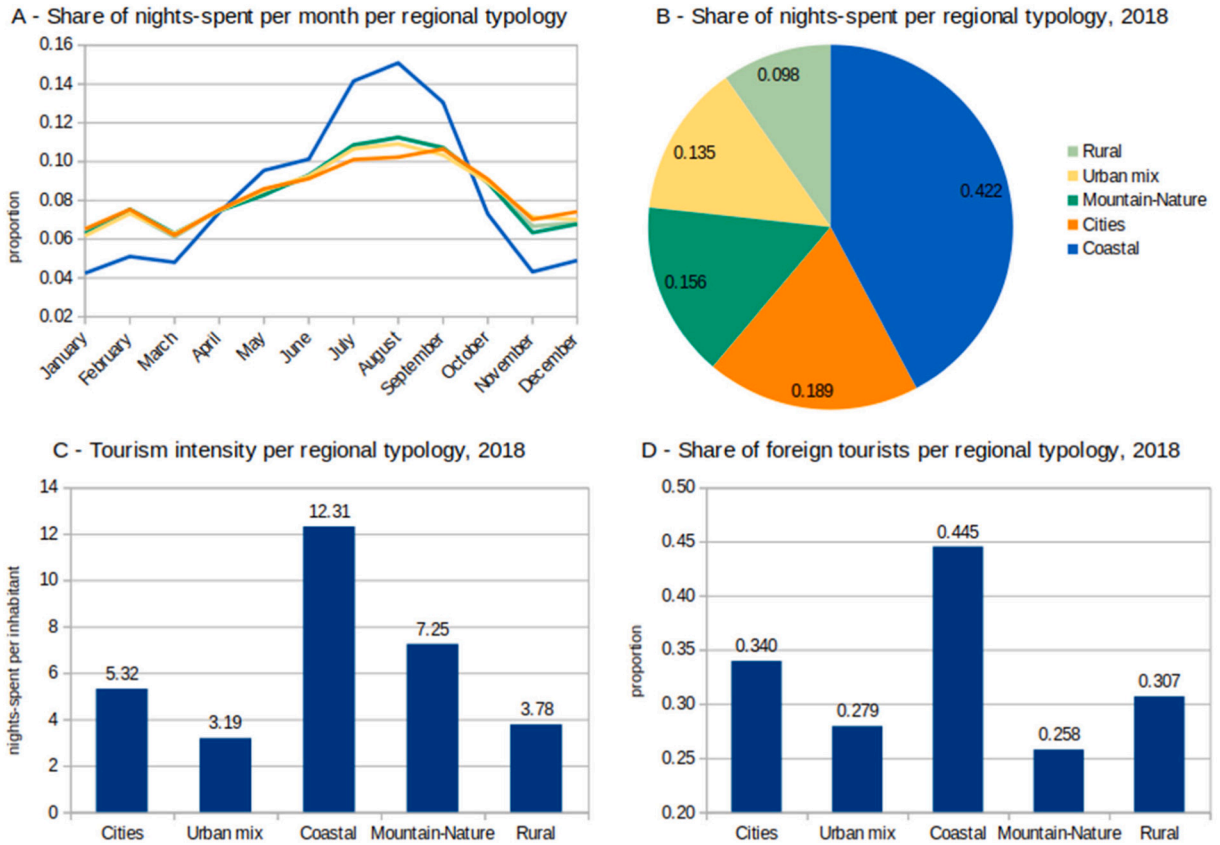 A - Share of nights-spent per month per regional typology
0.16
0.14
0.12
0.10
0.08
0.06
0.04
0.02
proportion
January
February
March
April
May
June
July
August
September
October
November
December
B - Share of nights-spent per regional typology, 2018
0.098
0.135
0.422
0.156
0.189
Rural
Urban mix
Mountain-Nature
Cities
Coastal
C - Tourism intensity per regional typology, 2018
14
12
10
8
6
4
2
0
nights-spent per inhabitant
5.32
3.19
12.31
7.25
3.78
Cities
Urban mix
Coastal
Mountain-Nature
Rural
D - Share of foreign tourists per regional typology, 2018
0.50
0.45
0.40
0.35
0.30
0.25
0.20
proportion
0.340
0.279
0.445
0.258
0.307
Cities
Urban mix
Coastal
Mountain-Nature
Rural